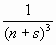 1
(n + s)³